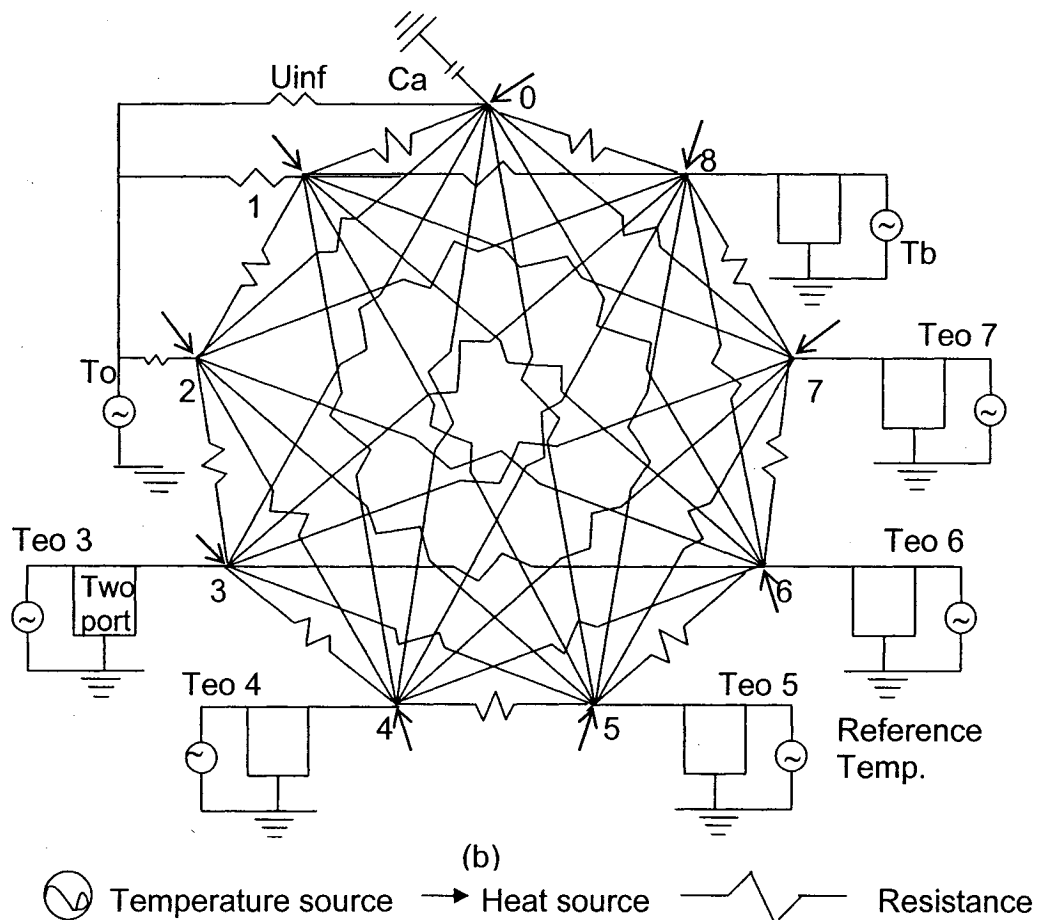 Uinf
Ca
0
8
1
Tb
Teo 7
To
2
7
Teo 3
Teo 6
Two
port
3
6
Teo 4
Teo 5
4
5
Reference
Temp.
(b)
Temperature source
Heat source
Resistance